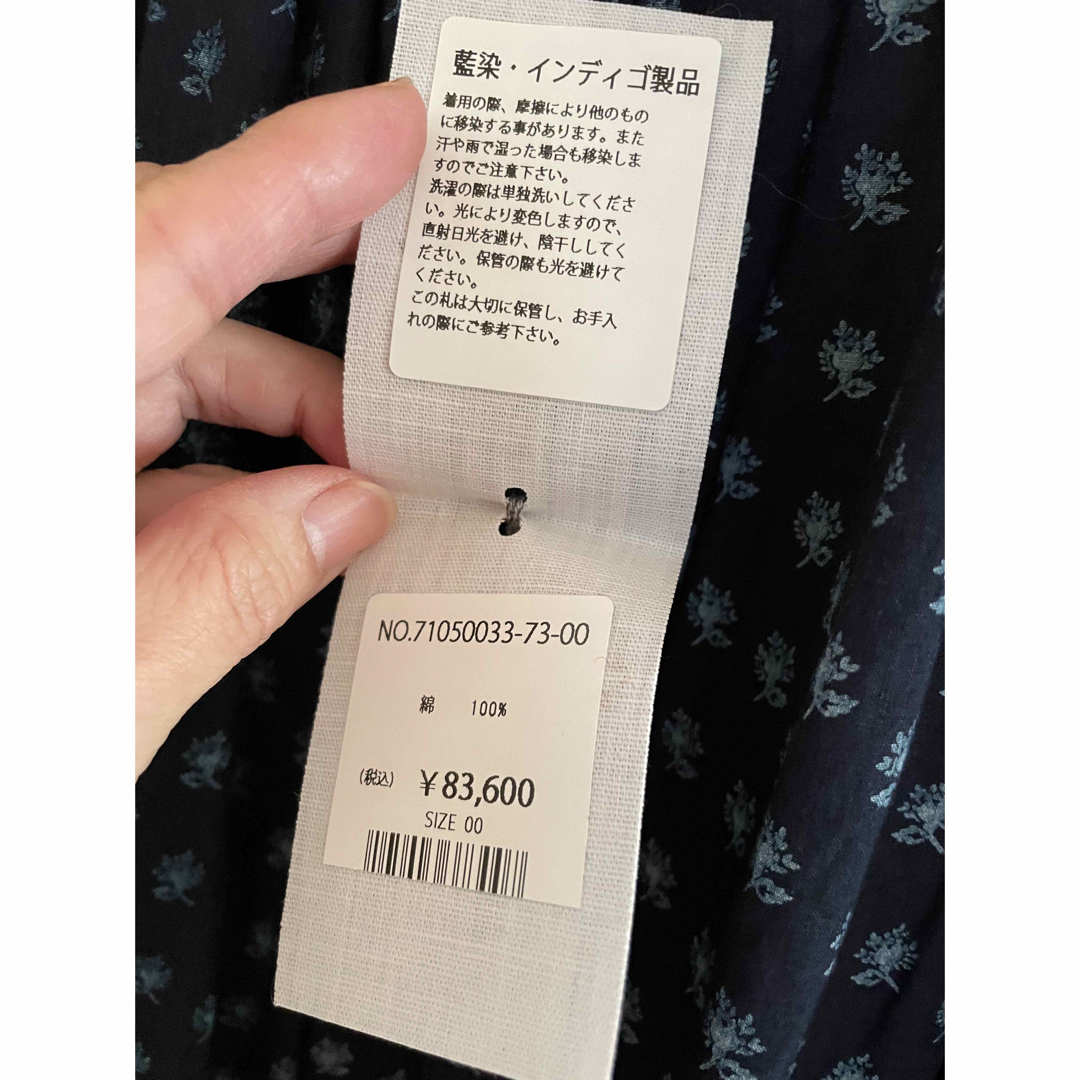 藍染・インディゴ製品
着用の際、摩擦により他のもの
に移染する事があります。また
汗や雨で湿った場合も移染しま
すのでご注意下さい。
洗濯の際は単独洗いしてくださ
い。光により変色しますので、
直射日光を避け、陰干ししてく
ださい。保管の際も光を避けて
ください。
この札は大切に保管し、お手入
れの際にご参考下さい。
NO.71050033-73-00
綿 100%
(税込) ¥83,600
SIZE 00